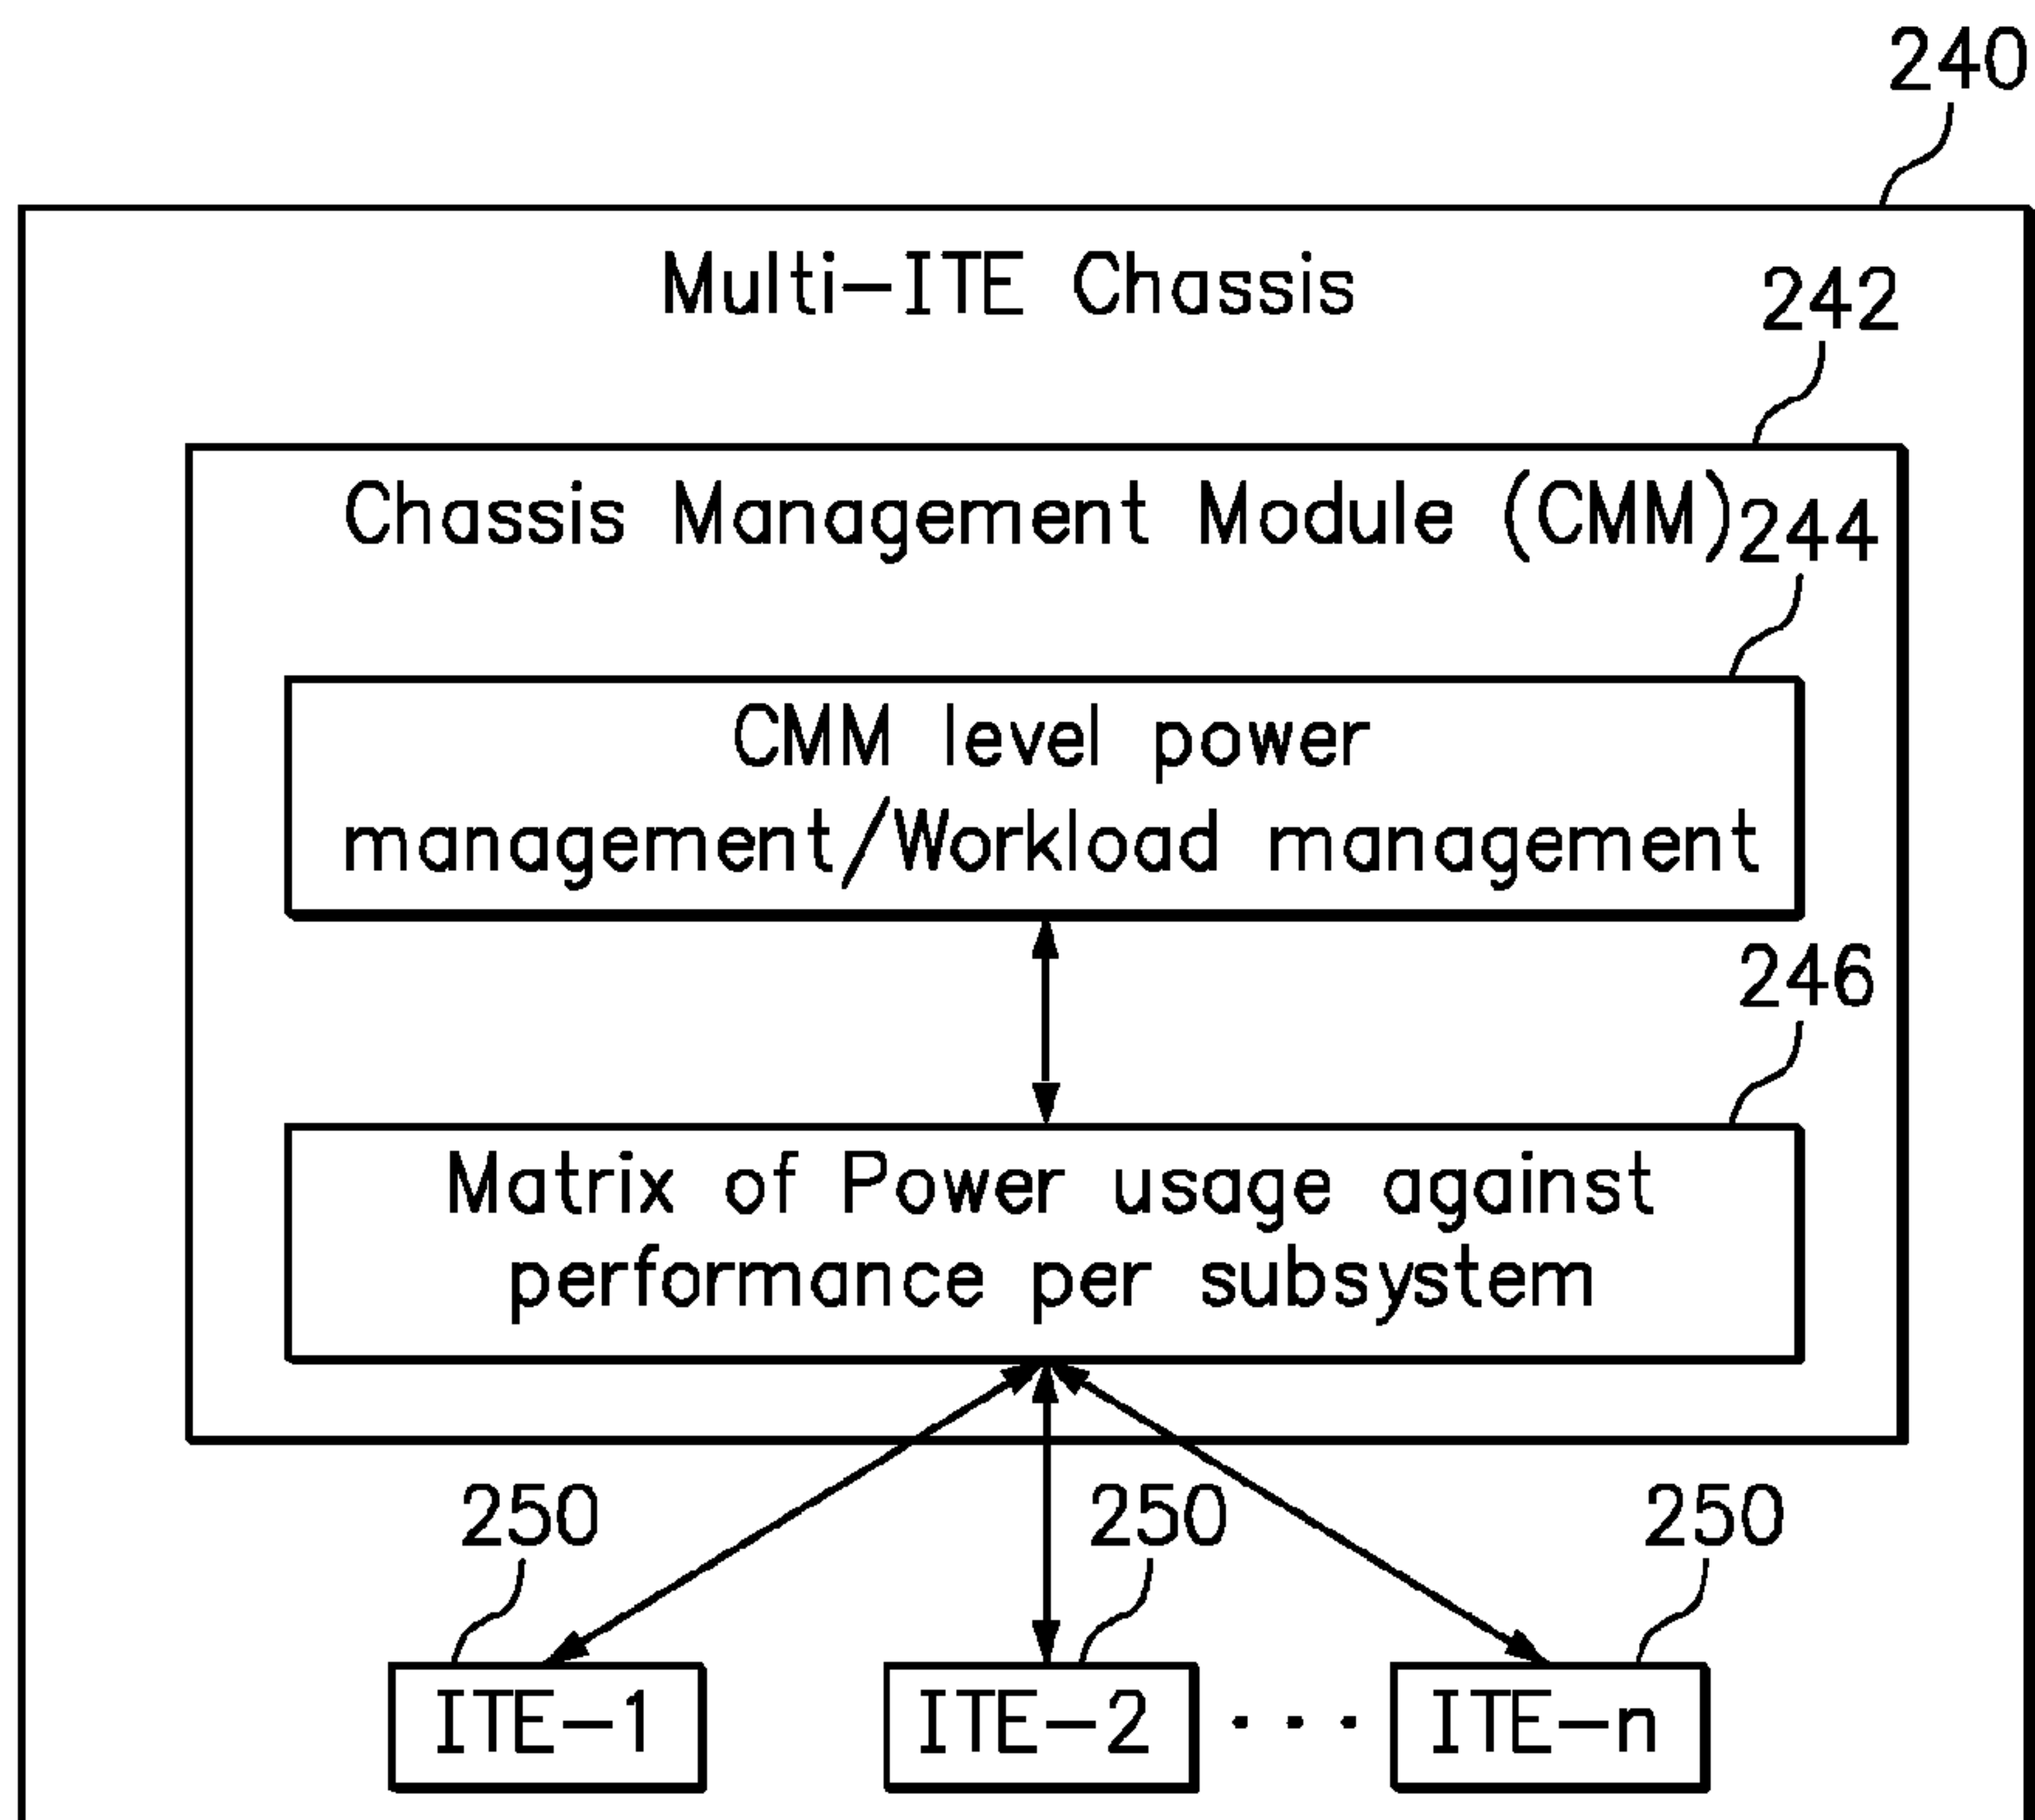 240
Multi-ITE Chassis
242
Chassis Management Module (CMM)
244
CMM level power
management/Workload management
246
Matrix of Power usage against
performance per subsystem
250 250 250
ITE-1 ITE-2 ... ITE-n